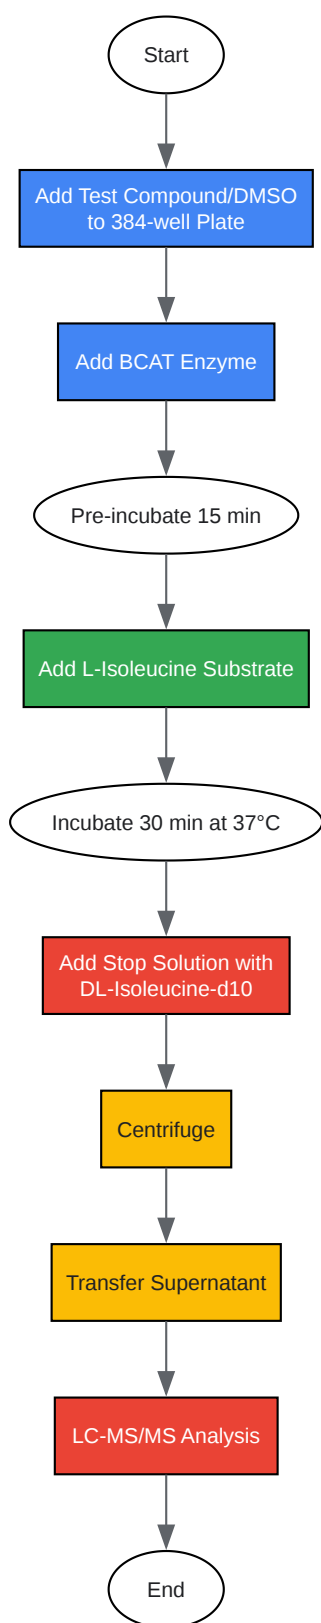 Start
Add Test Compound/DMSO
to 384-well Plate
Add BCAT Enzyme
Pre-incubate 15 min
Add L-Isoleucine Substrate
Incubate 30 min at 37°C
Add Stop Solution with
DL-Isoleucine-d10
Centrifuge
Transfer Supernatant
LC-MS/MS Analysis
End